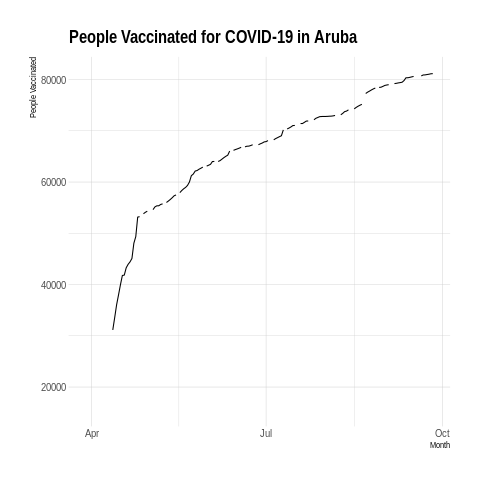 People Vaccinated for COVID-19 in Aruba
People Vaccinated
80000
60000
40000
20000
Apr
Jul
Oct
Month